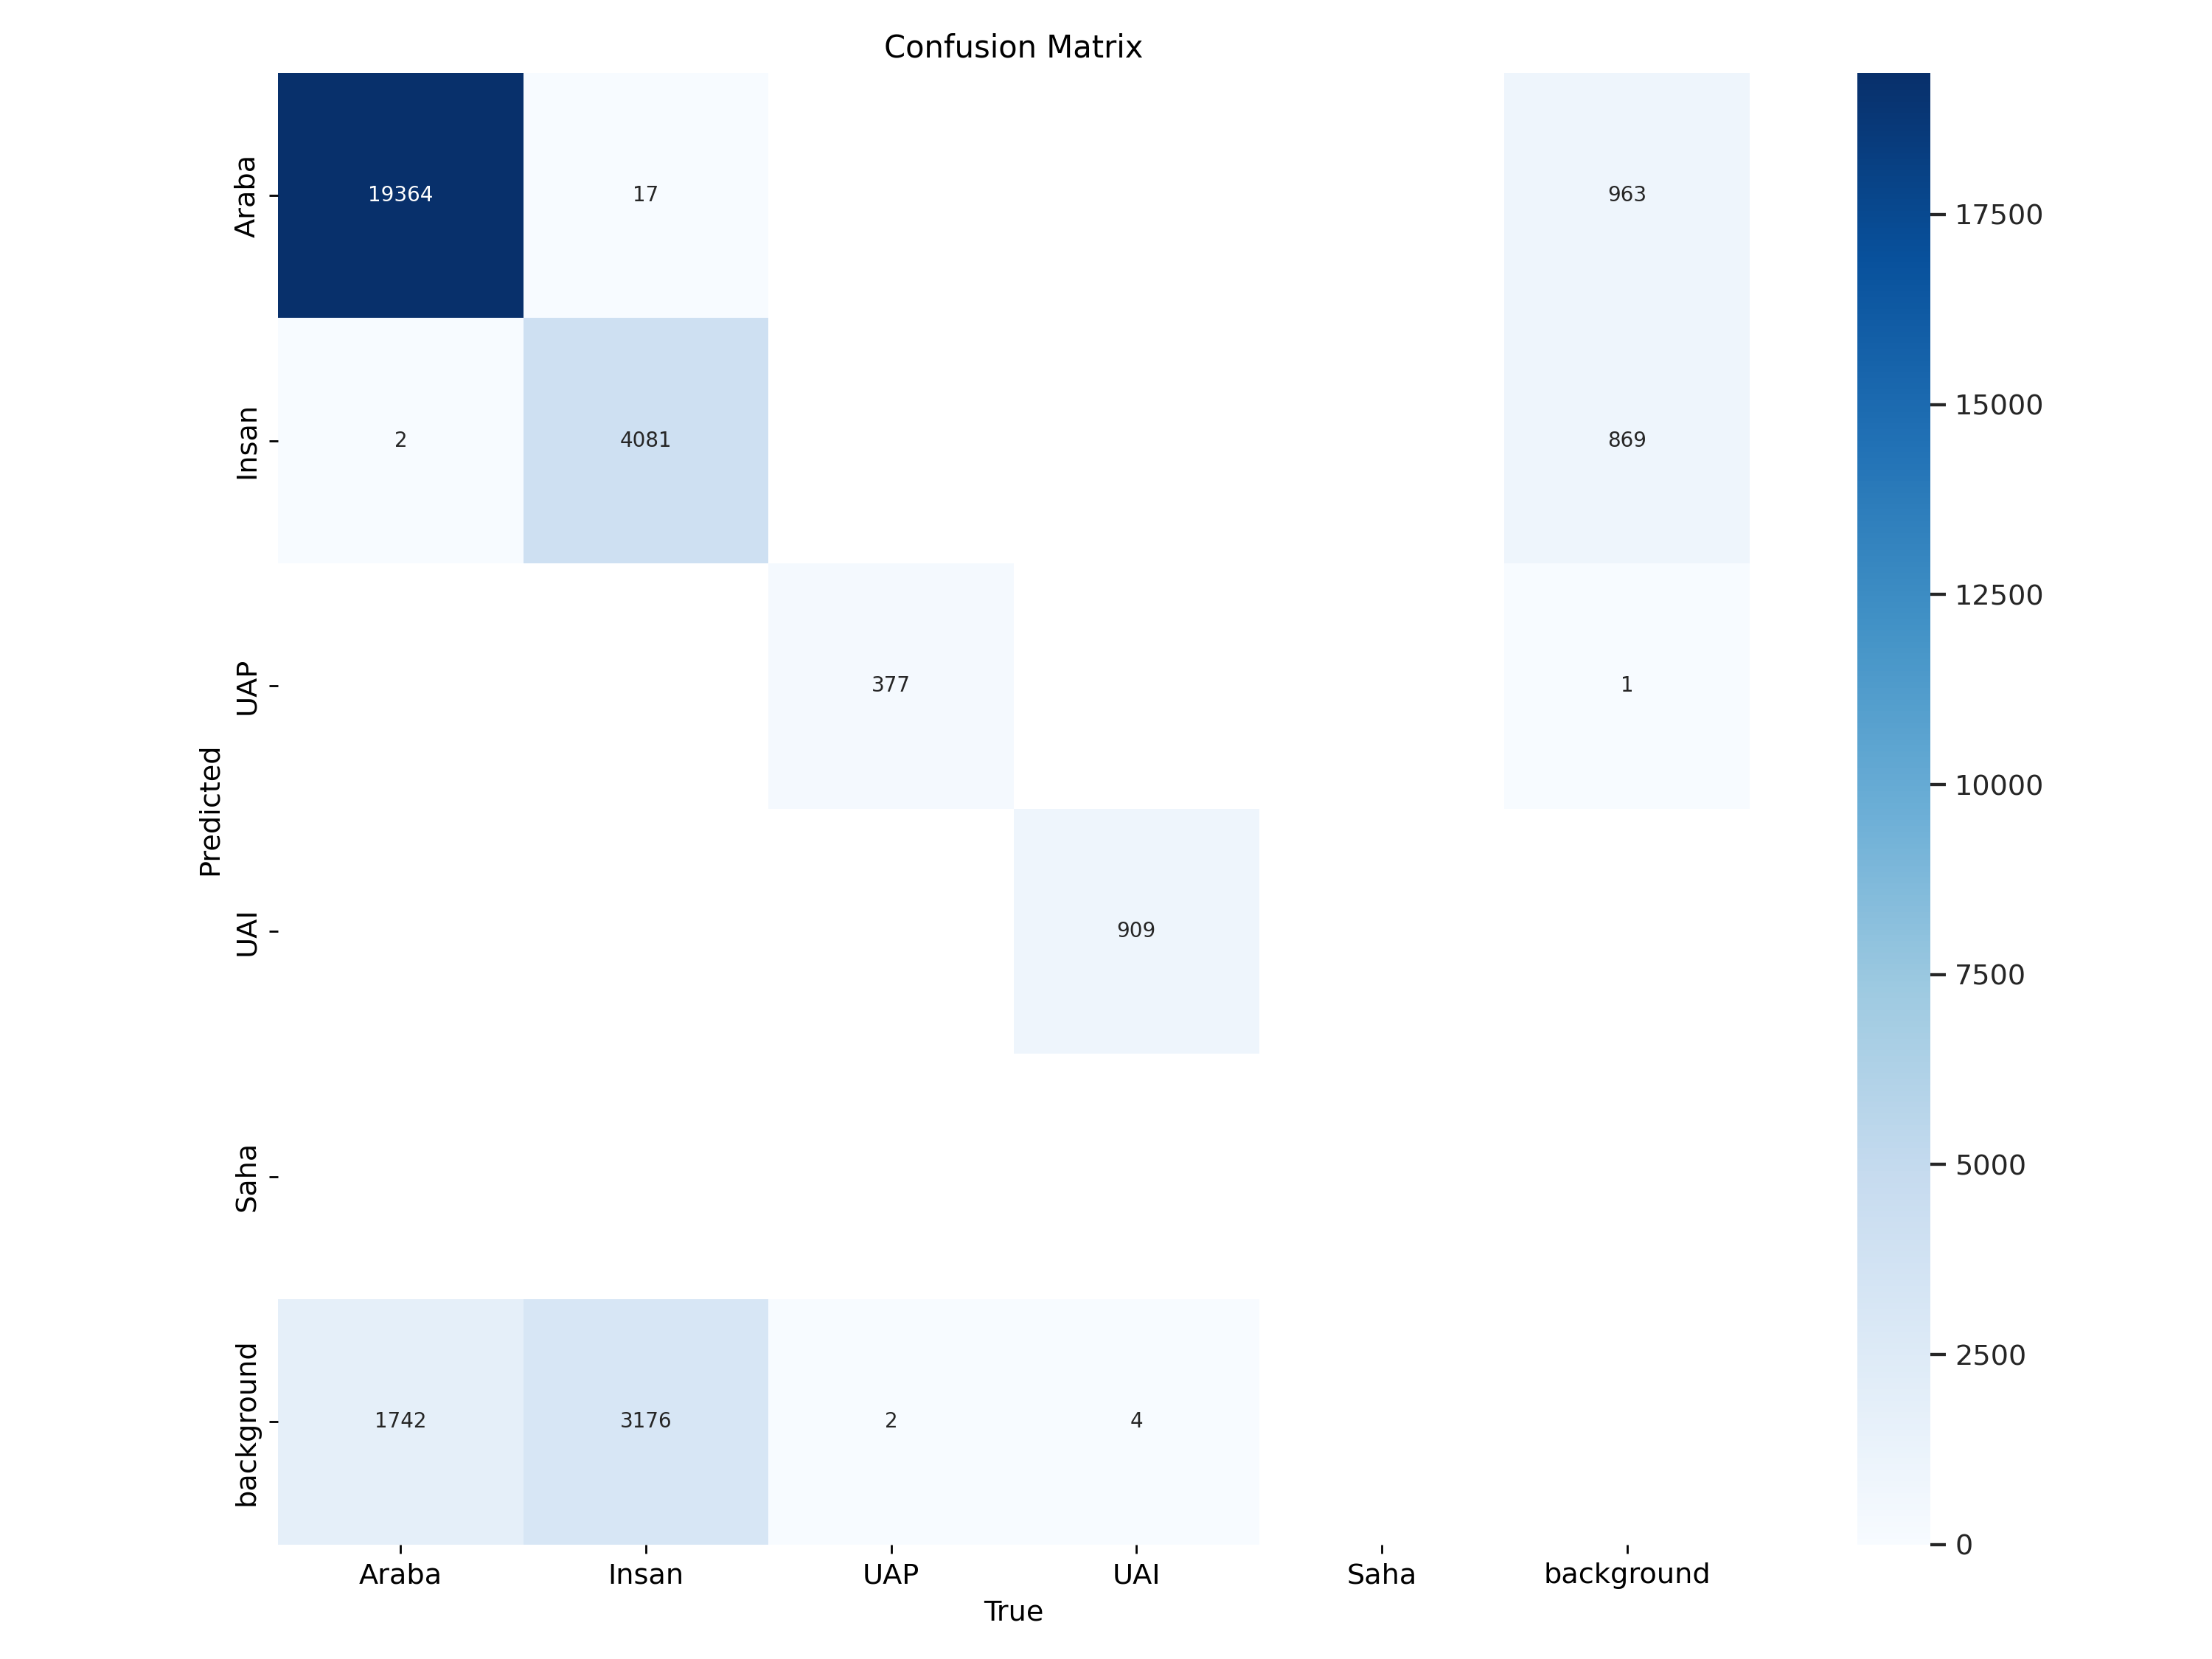 Confusion Matrix
Araba 19364 17 963
Insan 2 4081 869
UAP 377 1
UAI 909
Saha
background 1742 3176 2 4
Araba Insan UAP UAI Saha background
True
Predicted
17500
15000
12500
10000
7500
5000
2500
0